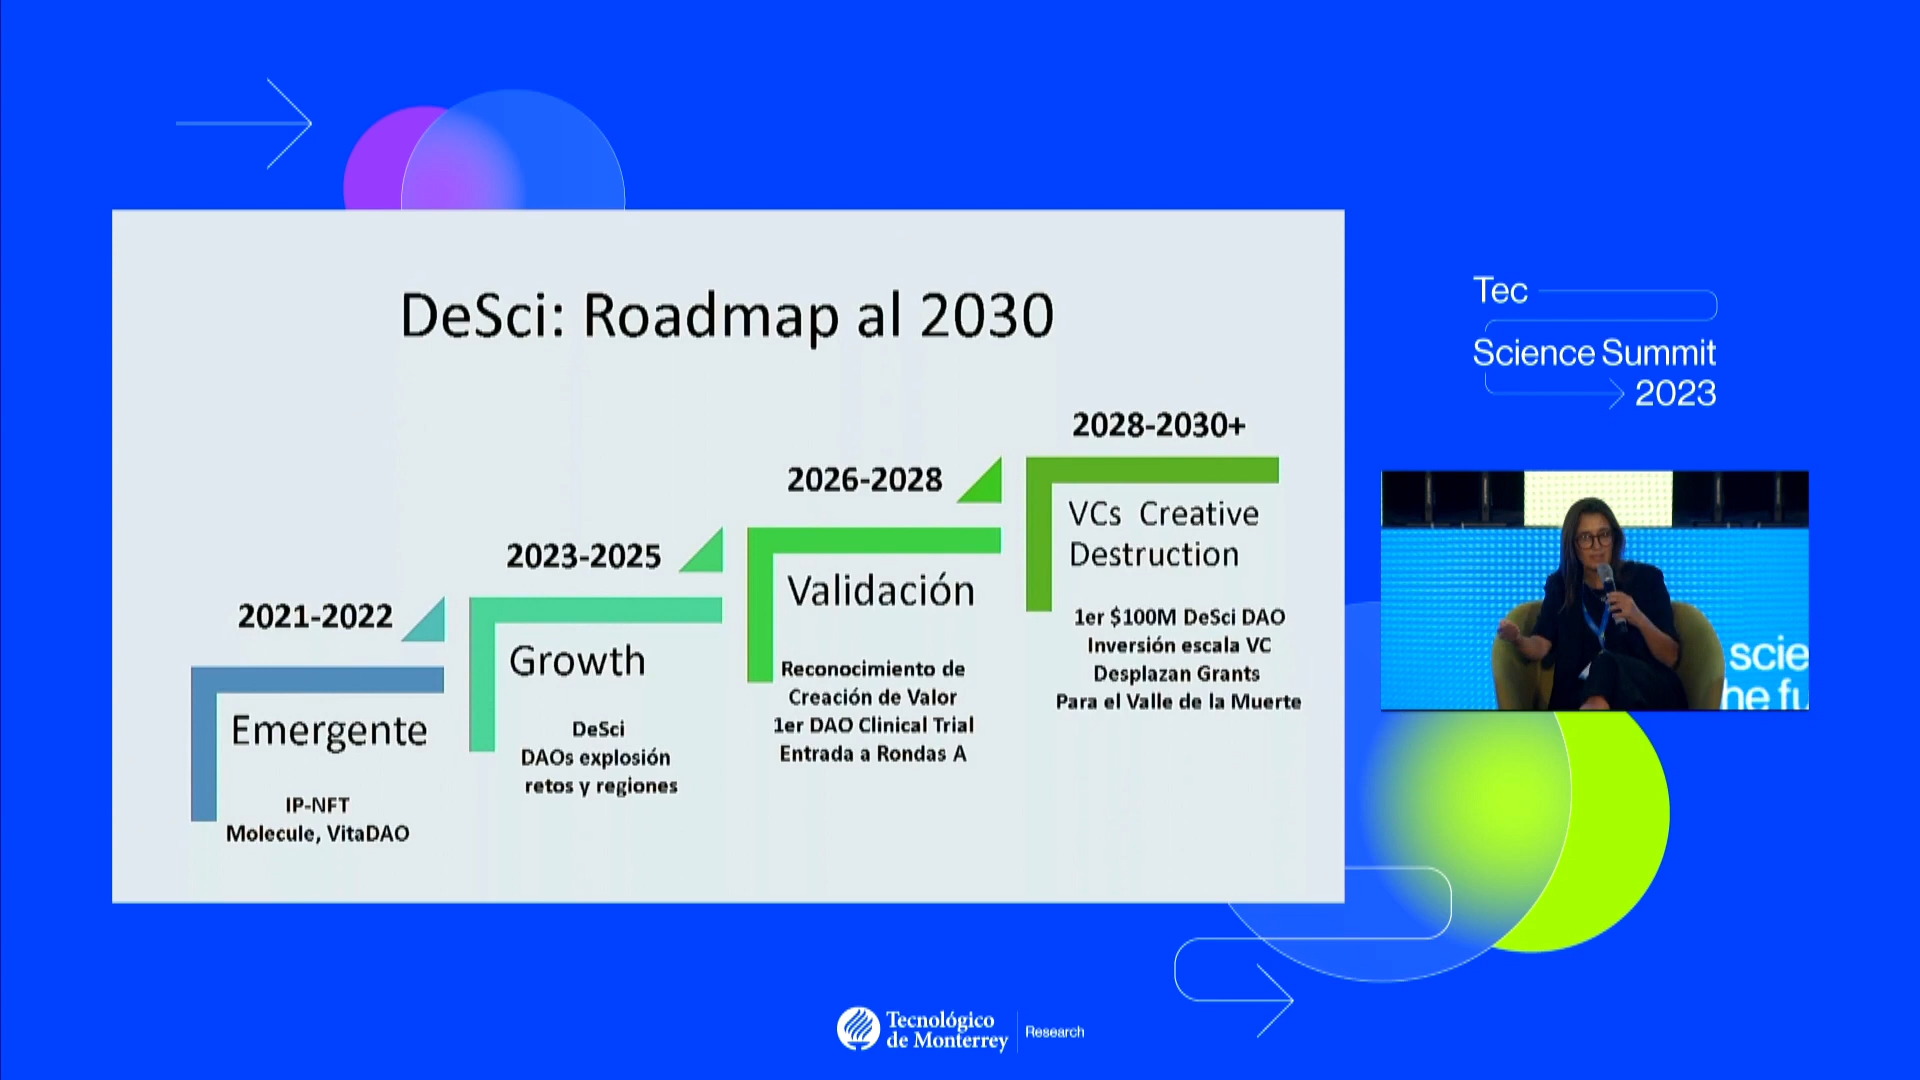 DeSci: Roadmap al 2030
2021-2022
Emergente
IP-NFT
Molecule, VitaDAO
2023-2025
Growth
DeSci
DAOs explosión
retos y regiones
2026-2028
Validación
Reconocimiento de
Creación de Valor
1er DAO Clinical Trial
Entrada a Rondas A
2028-2030+
VCs Creative
Destruction
1er $100M DeSci DAO
Inversión escala VC
Desplazan Grants
Para el Valle de la Muerte
Tec
Science Summit
2023
scie
he fu
Tecnológico
de Monterrey
Research